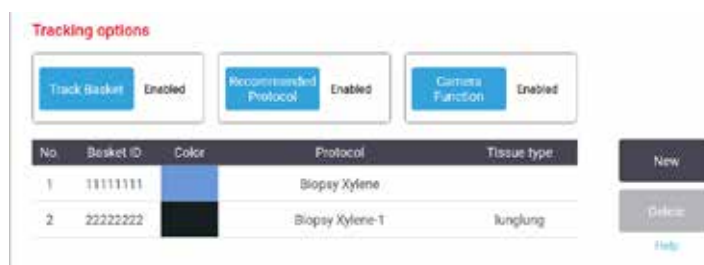 Tracking options
Track Basket Enabled
Recommended Protocol Enabled
Camera Function Enabled
No. Basket ID Color Protocol Tissue type
1 11111111 Biopsy Xylene
2 22222222 Biopsy Xylene-1 lunglung
New
Delete
Help